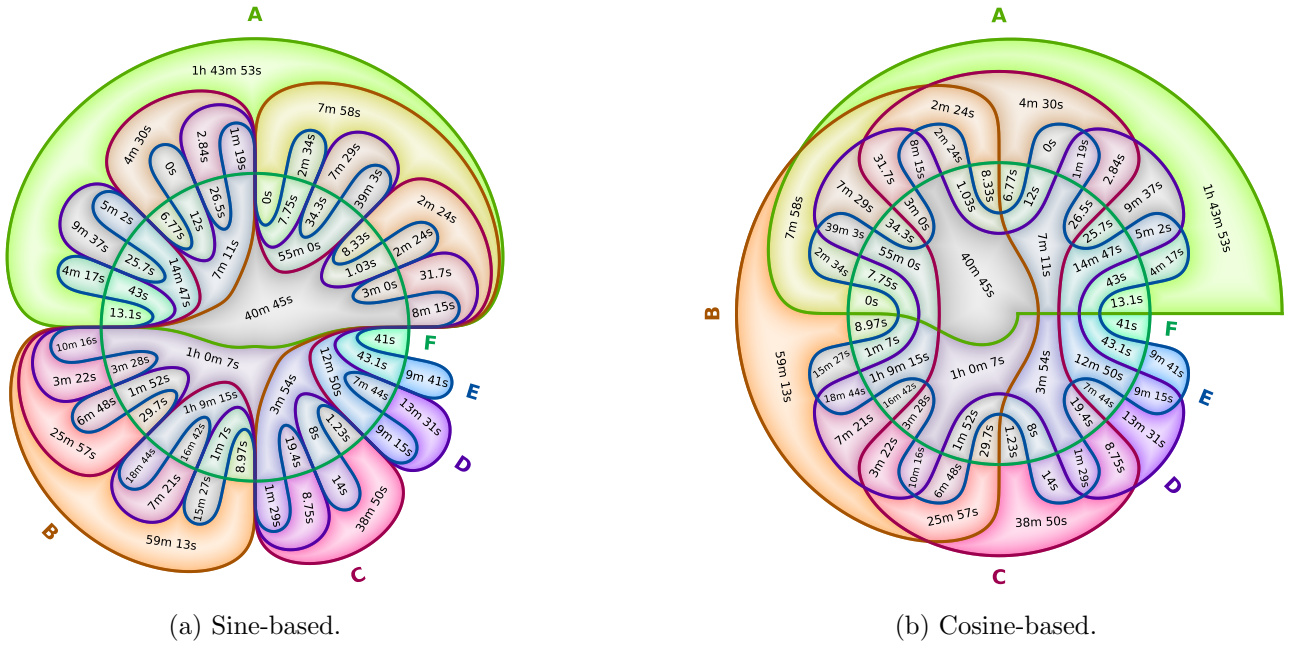 A
1h 43m 53s
7m 58s
4m 30s
2.84s
1m 19s
2m 34s
7m 29s
0s
39m 3s
5m 2s
26.5s
0s
7.75s
34.3s
2m 24s
9m 37s
6.77s
12s
8.33s
2m 24s
25.7s
7m 11s
55m 0s
1.03s
4m 17s
43s
14m 47s
31.7s
3m 0s
13.1s
40m 45s
8m 15s
10m 16s
3m 28s
1h 0m 7s
41s
F
3m 22s
1m 52s
12m 50s
43.1s
9m 41s
E
6m 48s
29.7s
1h 9m 15s
3m 54s
7m 44s
13m 31s
25m 57s
16m 42s
1m 7s
8.97s
19.4s
8s
1.23s
9m 15s
D
18m 44s
7m 21s
15m 27s
1m 29s
8.75s
14s
38m 50s
B
59m 13s
C
(a) Sine-based.
A
2m 24s
4m 30s
31.7s
8m 15s
2m 24s
0s
1m 19s
2.84s
7m 29s
3m 0s
1.03s
8.33s
6.77s
12s
26.5s
9m 37s
1h 43m 53s
7m 58s
39m 3s
34.3s
25.7s
5m 2s
2m 34s
55m 0s
40m 45s
7m 11s
14m 47s
4m 17s
7.75s
43s
0s
13.1s
B
8.97s
41s
F
15m 27s
1m 7s
43.1s
9m 41s
59m 13s
1h 9m 15s
1h 0m 7s
3m 54s
12m 50s
18m 44s
16m 42s
7m 44s
9m 15s
E
7m 21s
3m 28s
1m 52s
29.7s
1.23s
8s
19.4s
13m 31s
3m 22s
10m 16s
6m 48s
14s
1m 29s
8.75s
D
25m 57s
38m 50s
C
(b) Cosine-based.